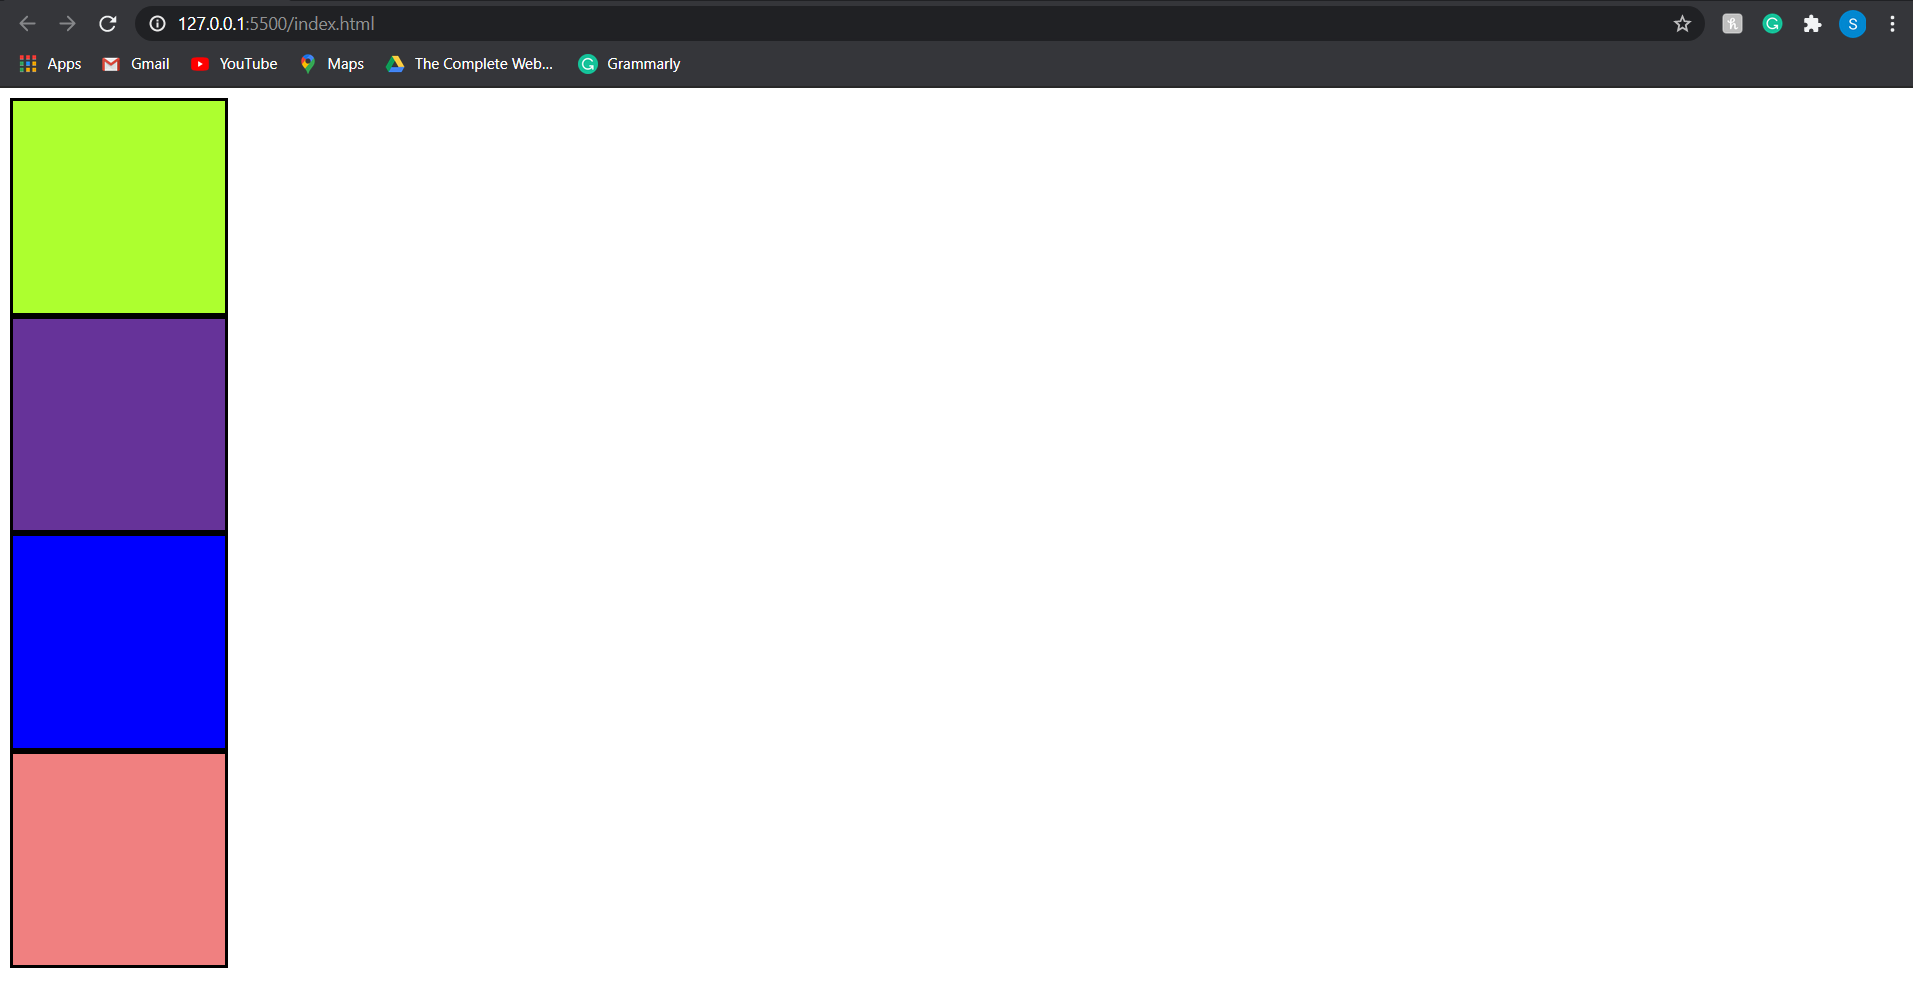 127.0.0.1:5500/index.html
S
Apps Gmail YouTube Maps The Complete Web... Grammarly